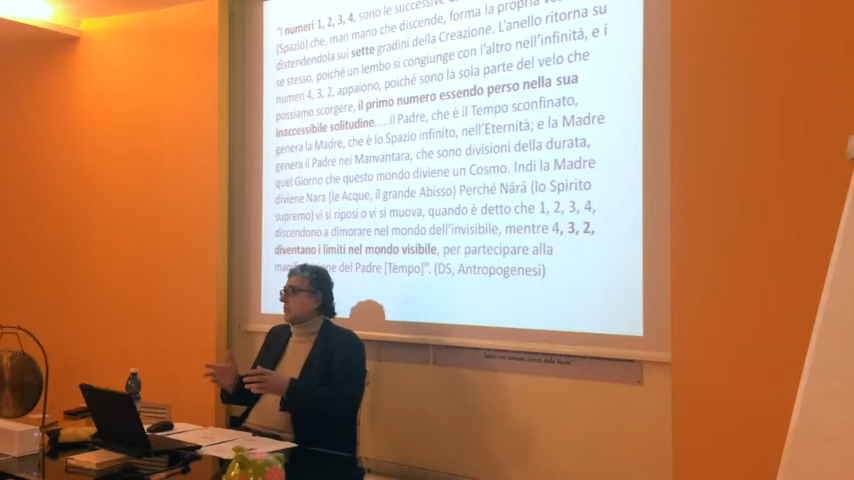 "I numeri 1, 2, 3, 4, sono le successive
(Spazio) che, man mano che discende, forma la propria
distendendola sui sette gradini della Creazione. L'anello ritorna su
se stesso, poiché un lembo si congiunge con l'altro nell'infinità, e i
numeri 4, 3, 2, appaiono, poiché sono la sola parte del velo che
possiamo scorgere, il primo numero essendo perso nella sua
inaccessibile solitudine.....Il Padre, che è il Tempo sconfinato,
genera la Madre, che è lo Spazio infinito, nell'Eternità; e la Madre
genera il Padre nei Manvantara, che sono divisioni della durata,
quel Giorno che questo mondo diviene un Cosmo. Indi la Madre
diviene Nara (le Acque, il grande Abisso) Perché Nârâ (lo Spirito
supremo) vi si riposi o vi si muova, quando è detto che 1, 2, 3, 4,
discendono a dimorare nel mondo dell'invisibile, mentre 4, 3, 2,
diventano i limiti nel mondo visibile, per partecipare alla
del Padre [Tempo]". (DS, Antropogenesi)